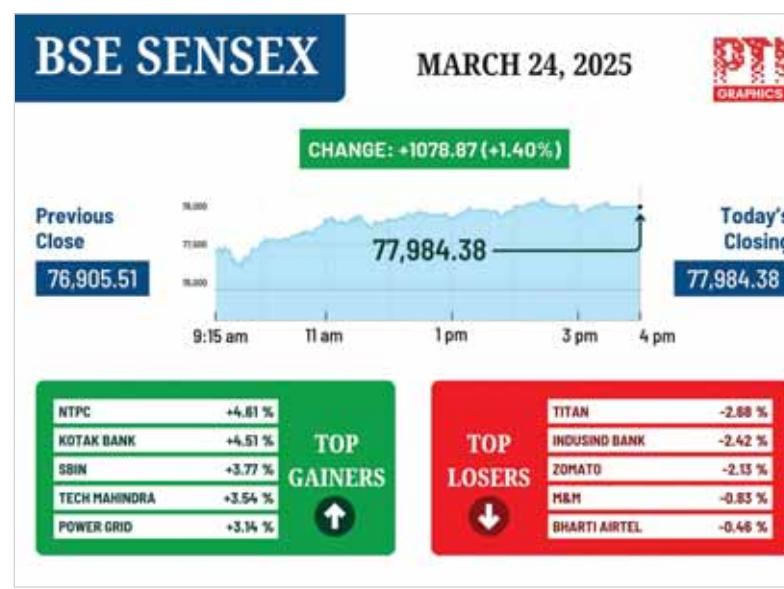 BSE SENSEX
MARCH 24, 2025
GRAPHICS
CHANGE: +1078.87 (+1.40%)
Previous
Close
76,905.51
77,984.38
Today's
Closing
77,984.38
9:15 am 11 am 1 pm 3 pm 4 pm
NTPC +4.61 %
KOTAK BANK +4.51 %
SBIN +3.77 %
TECH MAHINDRA +3.54 %
POWER GRID +3.14 %
TOP
GAINERS
TOP
LOSERS
TITAN -2.68 %
INDUSIND BANK -2.42 %
ZOMATO -2.13 %
M&M -0.83 %
BHARTI AIRTEL -0.46 %